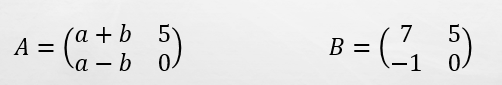 A = (a + b 5
a − b 0) B = (7 5
−1 0)